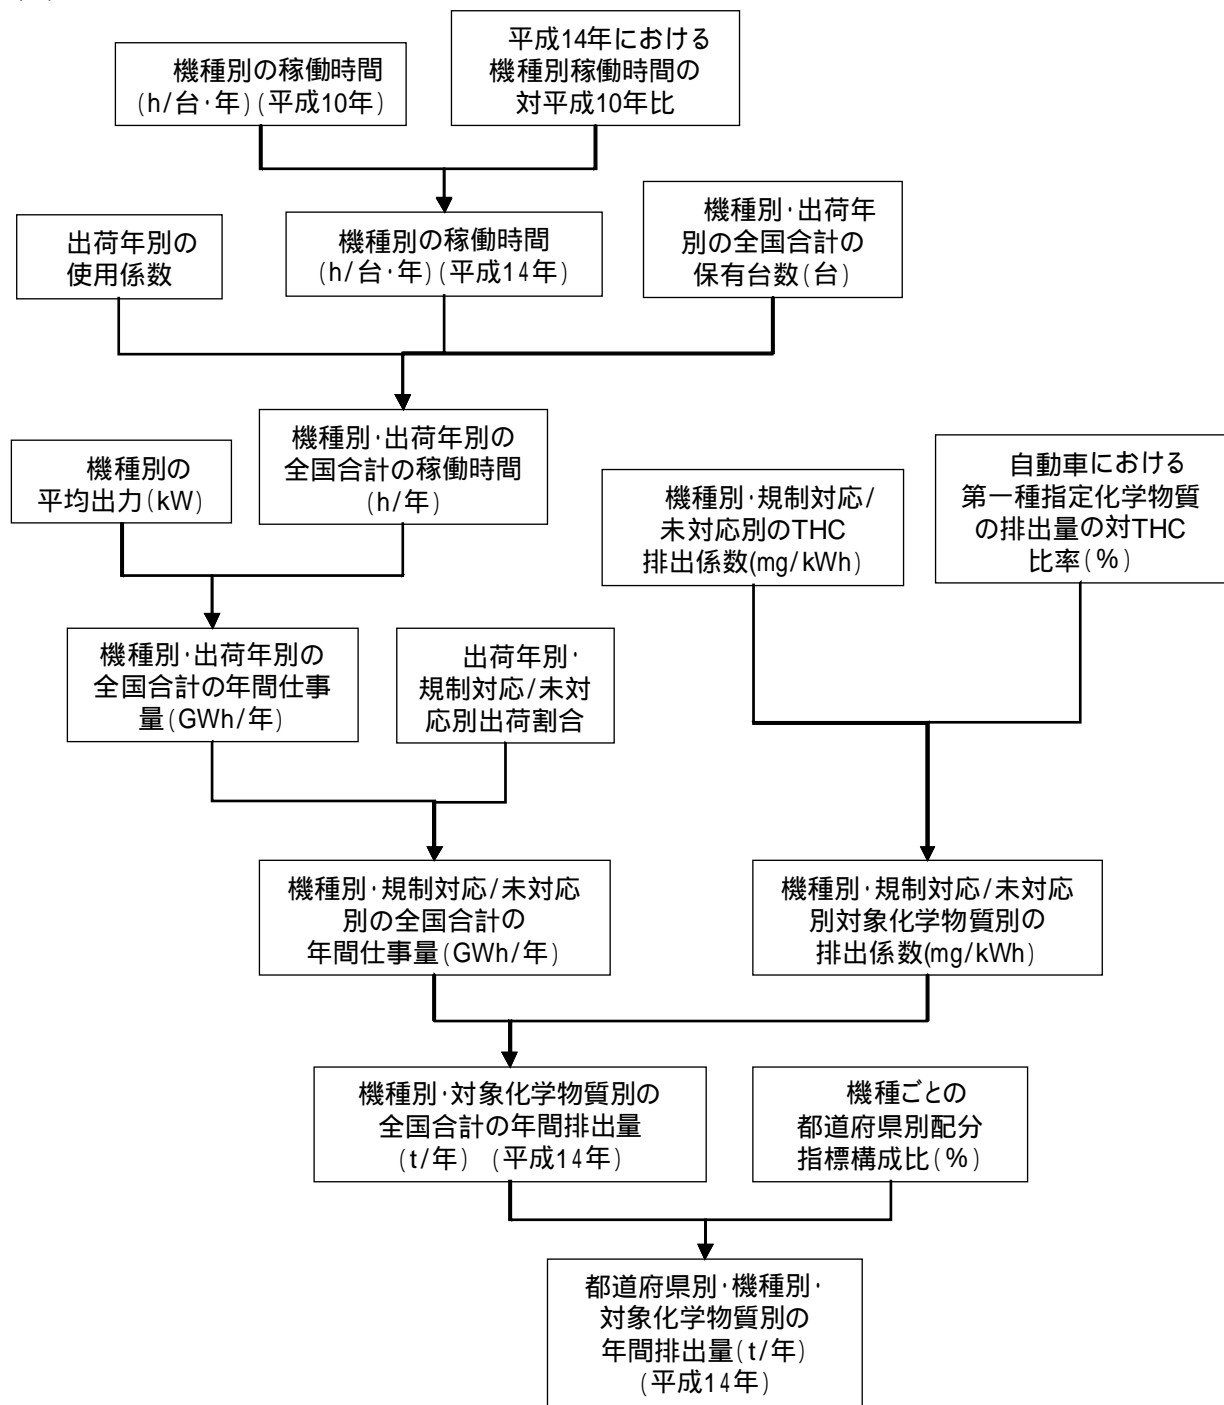 機種別の稼働時間
(h/台・年)(平成10年)
平成14年における
機種別稼働時間の
対平成10年比
出荷年別の
使用係数
機種別の稼働時間
(h/台・年)(平成14年)
機種別・出荷年
別の全国合計の
保有台数(台)
機種別の
平均出力(kW)
機種別・出荷年別の
全国合計の稼働時間
(h/年)
機種別・規制対応/
未対応別のTHC
排出係数(mg/kWh)
自動車における
第一種指定化学物質
の排出量の対THC
比率(%)
機種別・出荷年別の
全国合計の年間仕事
量(GWh/年)
出荷年別・
規制対応/未対
応別出荷割合
機種別・規制対応/未対応
別の全国合計の
年間仕事量(GWh/年)
機種別・規制対応/未対応
別対象化学物質別の
排出係数(mg/kWh)
機種別・対象化学物質別の
全国合計の年間排出量
(t/年) (平成14年)
機種ごとの
都道府県別配分
指標構成比(%)
都道府県別・機種別・
対象化学物質別の
年間排出量(t/年)
(平成14年)